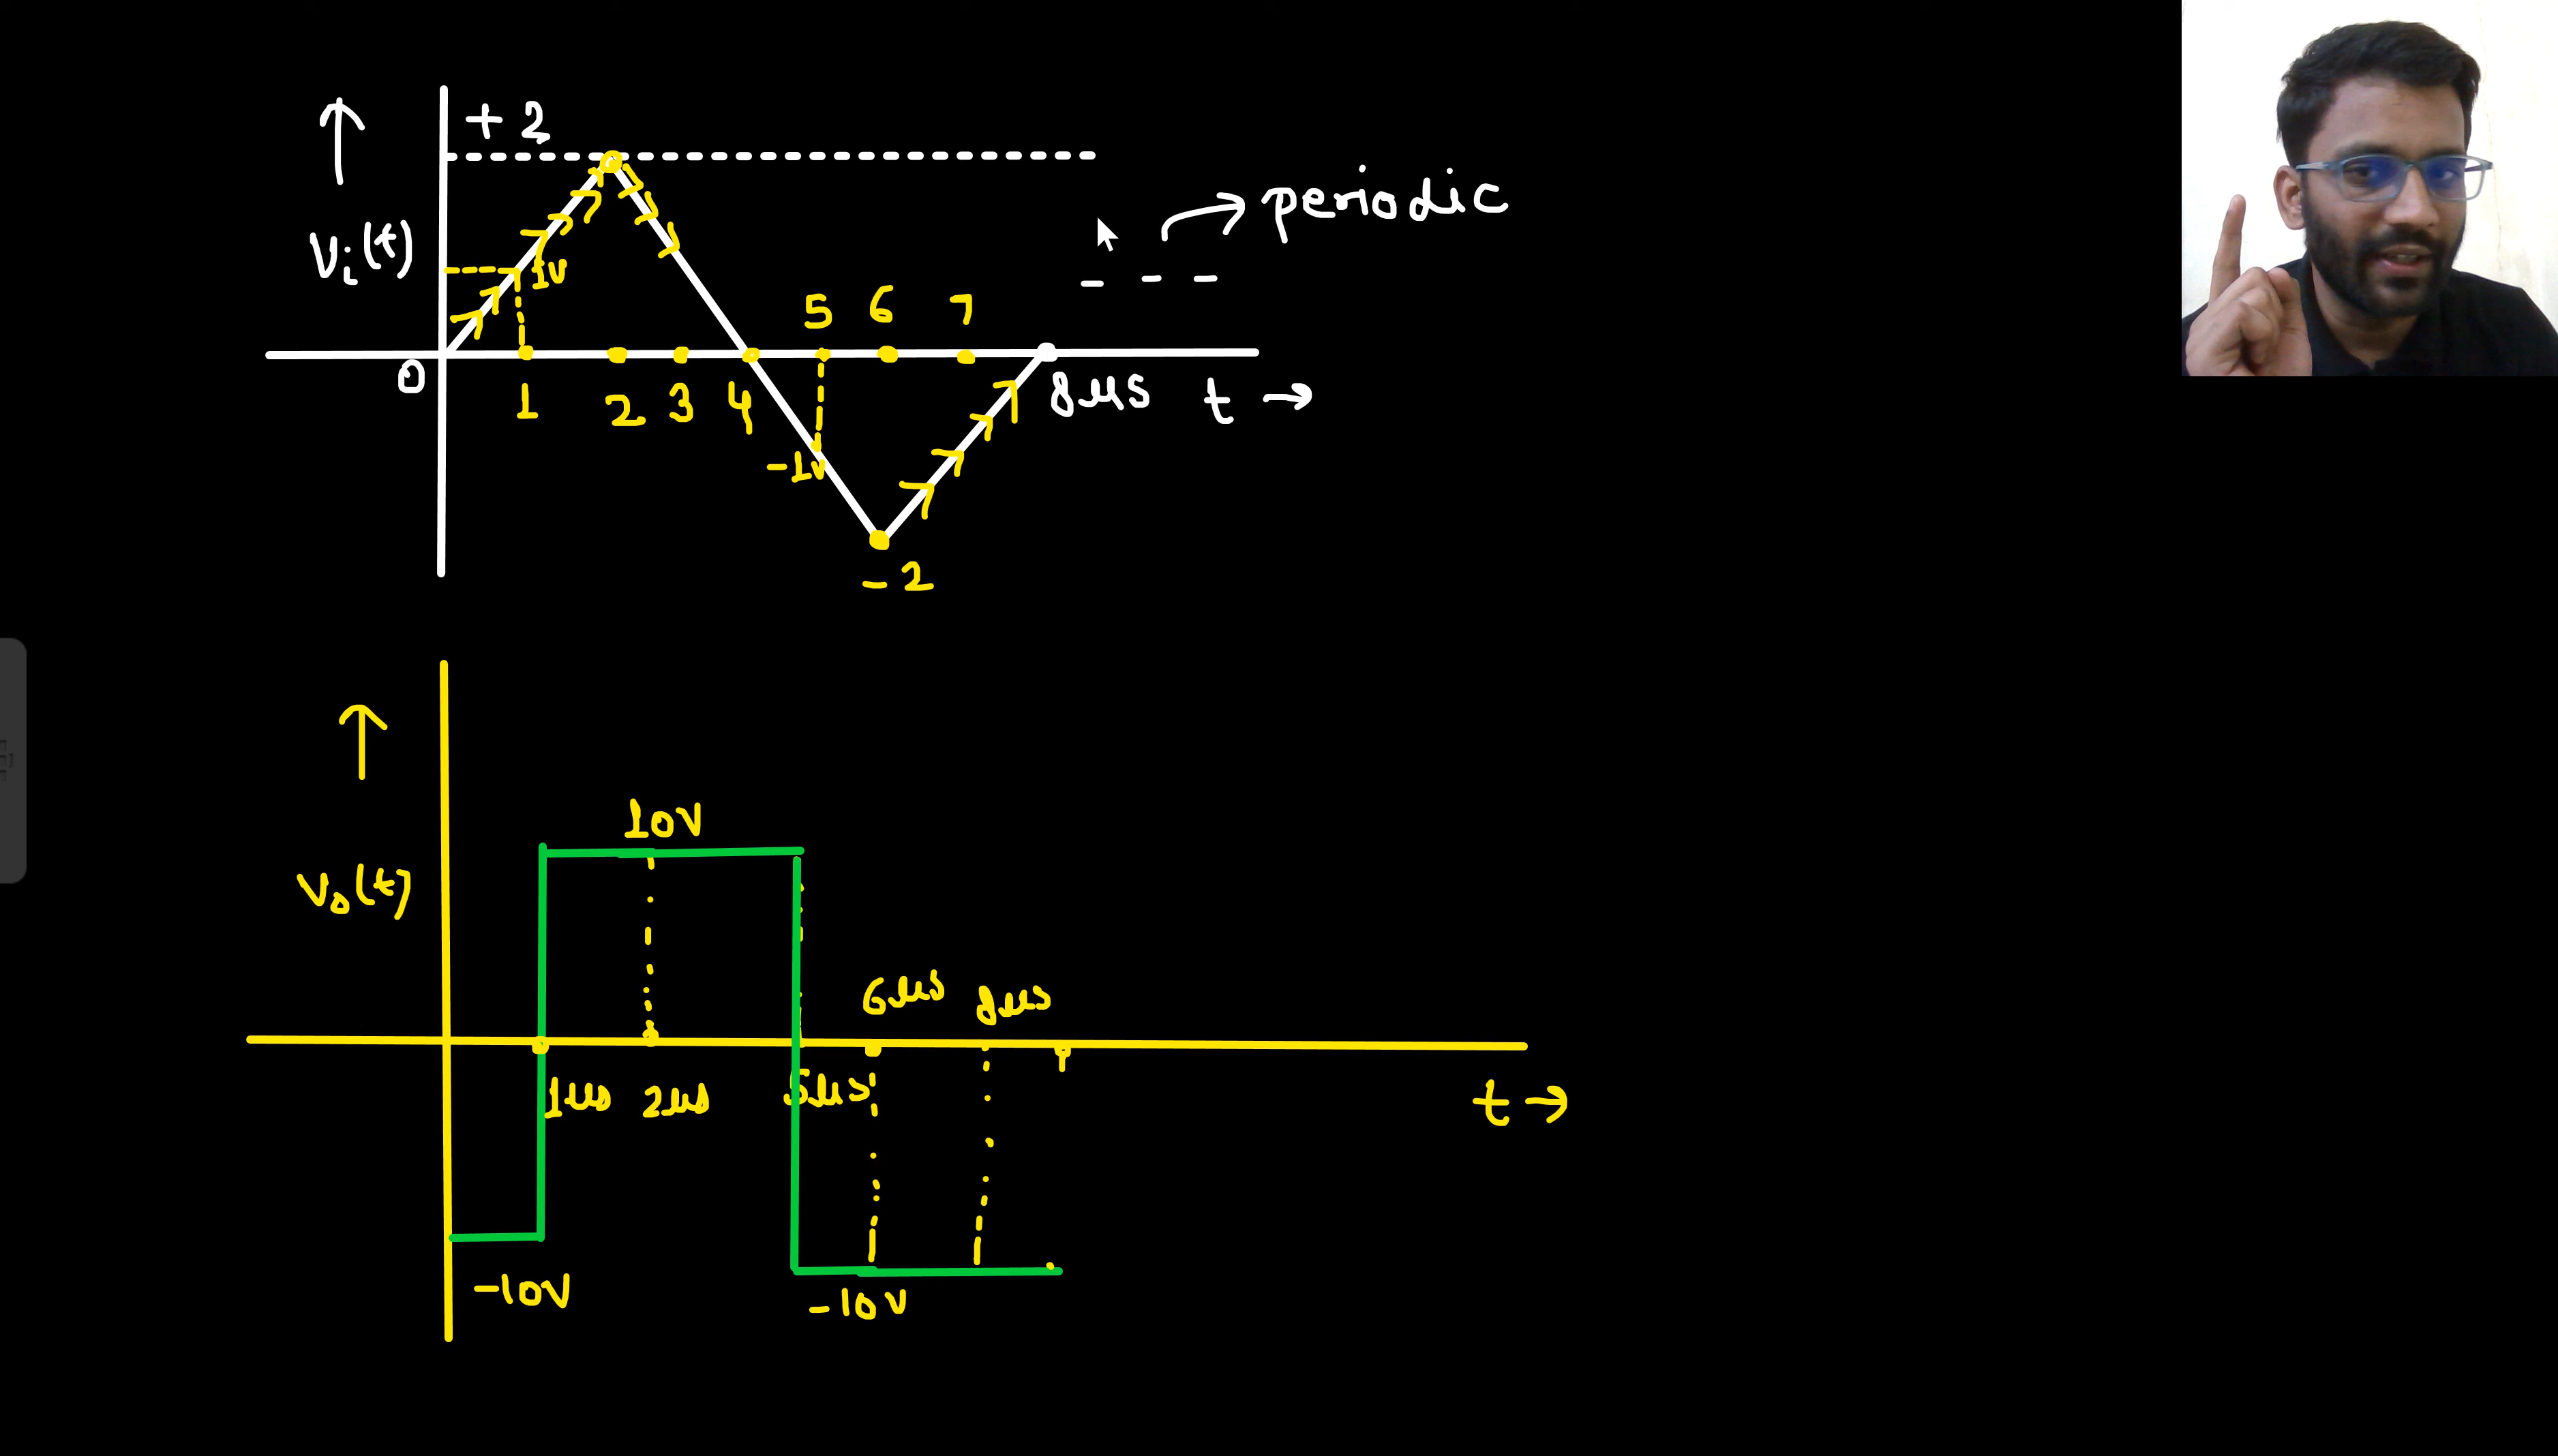 +2
Vi(t)
1V
periodic
5 6 7
0
1 2 3 4
8μs t →
-1V
-2
10V
Vo(t)
6μs 8μs
1μs 2μs 5μs
t →
-10V
-10V